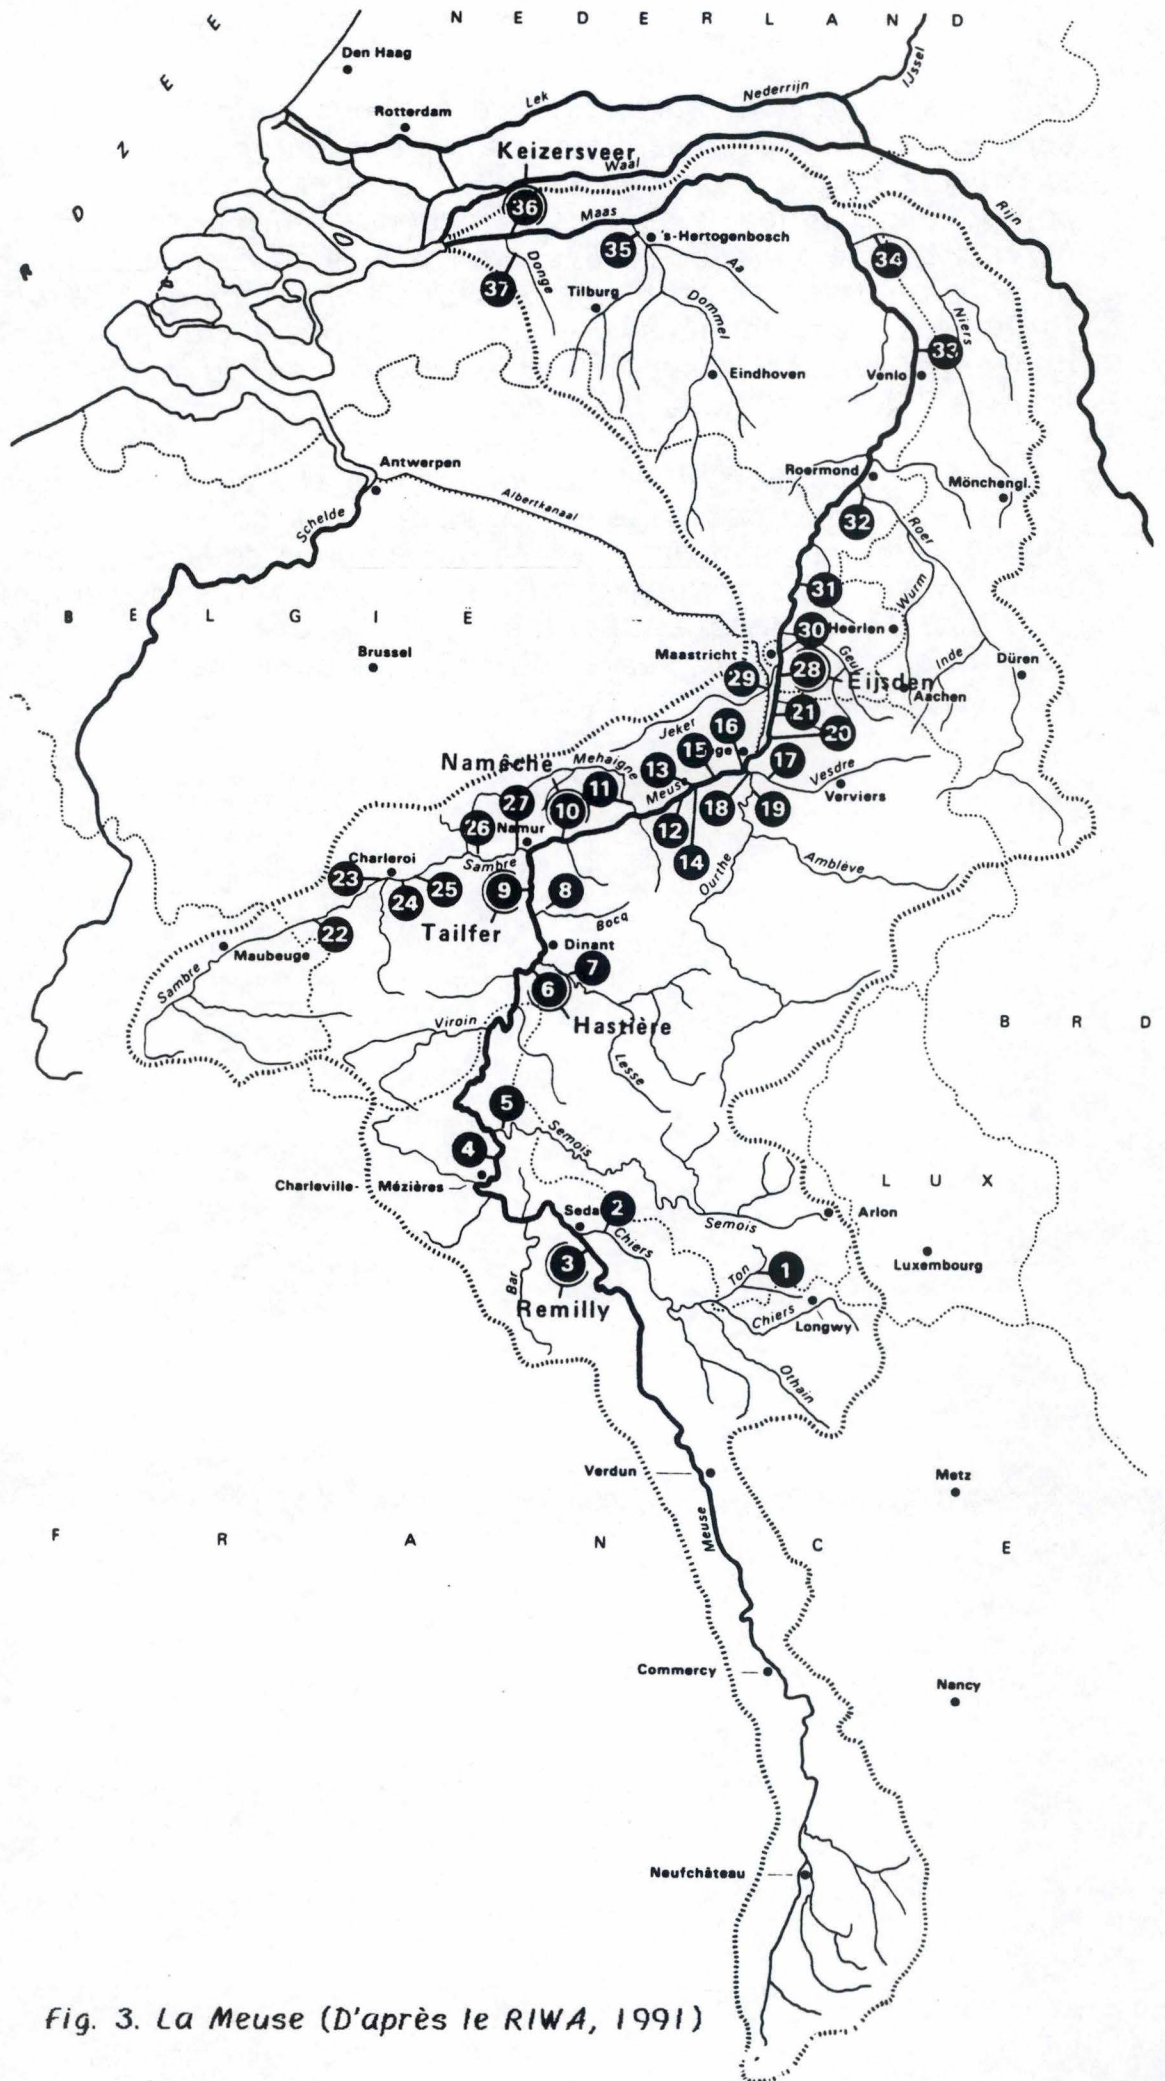 N E D E R L A N D
N O O R D Z E E
Den Haag
IJssel
Nederrijn
Lek
Rotterdam
Keizersveer
Waal
36
Maas
Rijn
's-Hertogenbosch
35
34
Aa
Donge
37
Tilburg
Dommel
Niers
33
Eindhoven
Venlo
Antwerpen
Roermond
Mönchengl.
Albertkanaal
Schelde
32
Roer
31
Wurm
B E L G I Ë
30
Heerlen
Brussel
Maastricht
Geul
Inde
Düren
29
28
Eijsden
Aachen
21
Jeker
16
20
15
ge
Namêche
Mehaigne
13
17
Vesdre
Meuse
11
27
10
18
19
Verviers
26
Namur
12
14
Charleroi
Sambre
Ourthe
Amblève
23
25
9
8
24
Bocq
22
Tailfer
Dinant
Maubeuge
7
Sambre
6
Viroin
Hastière
B R D
Lesse
5
Semois
4
Charleville-Mézières
L U X
2
Seda
Arlon
Semois
Chiers
3
1
Luxembourg
Ton
Bar
Remilly
Chiers
Longwy
Othain
Verdun
Metz
Meuse
F R A N C E
Commercy
Nancy
Neufchâteau
Fig. 3. La Meuse (D'après le RIWA, 1991)